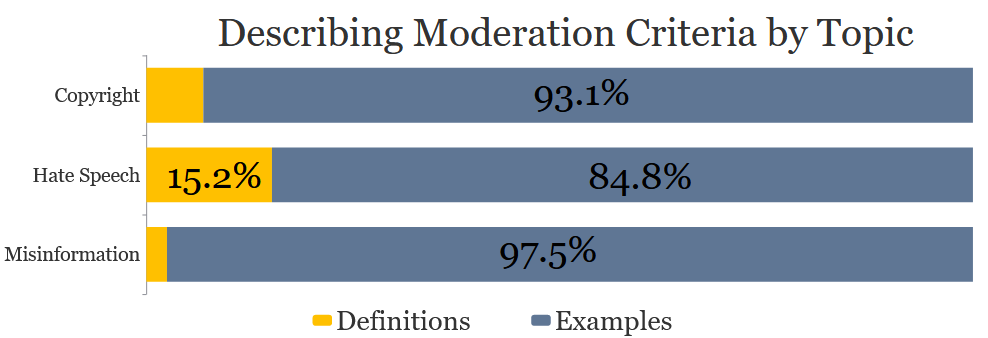 Describing Moderation Criteria by Topic
Copyright 93.1%
Hate Speech 15.2% 84.8%
Misinformation 97.5%
Definitions Examples